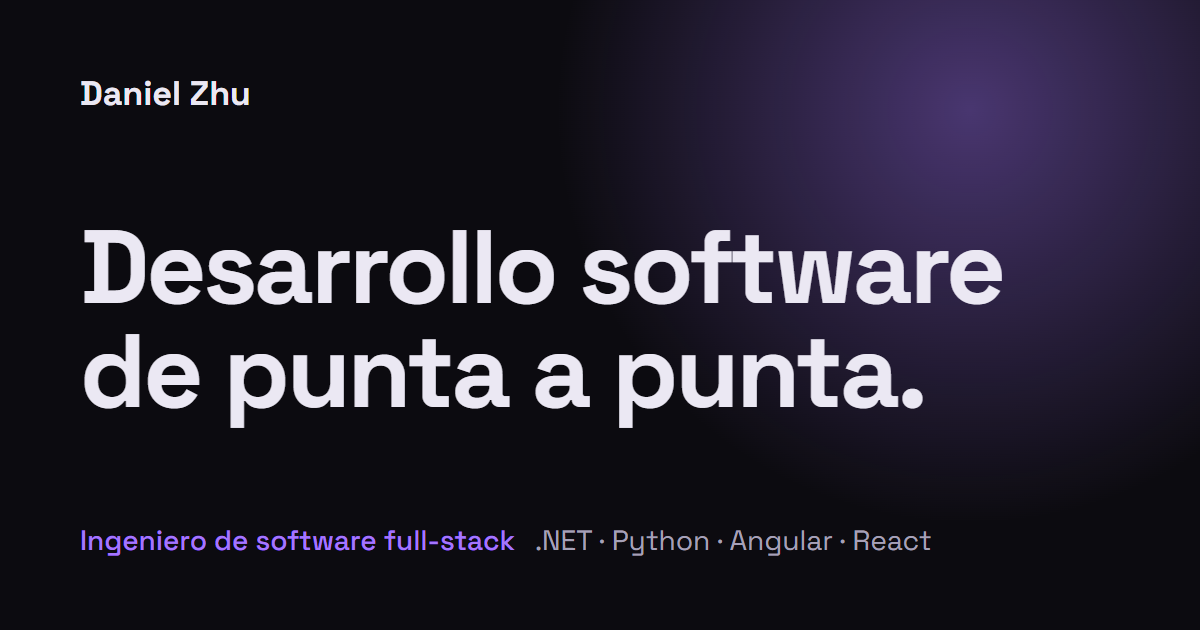 Daniel Zhu
Desarrollo software
de punta a punta.
Ingeniero de software full-stack .NET · Python · Angular · React